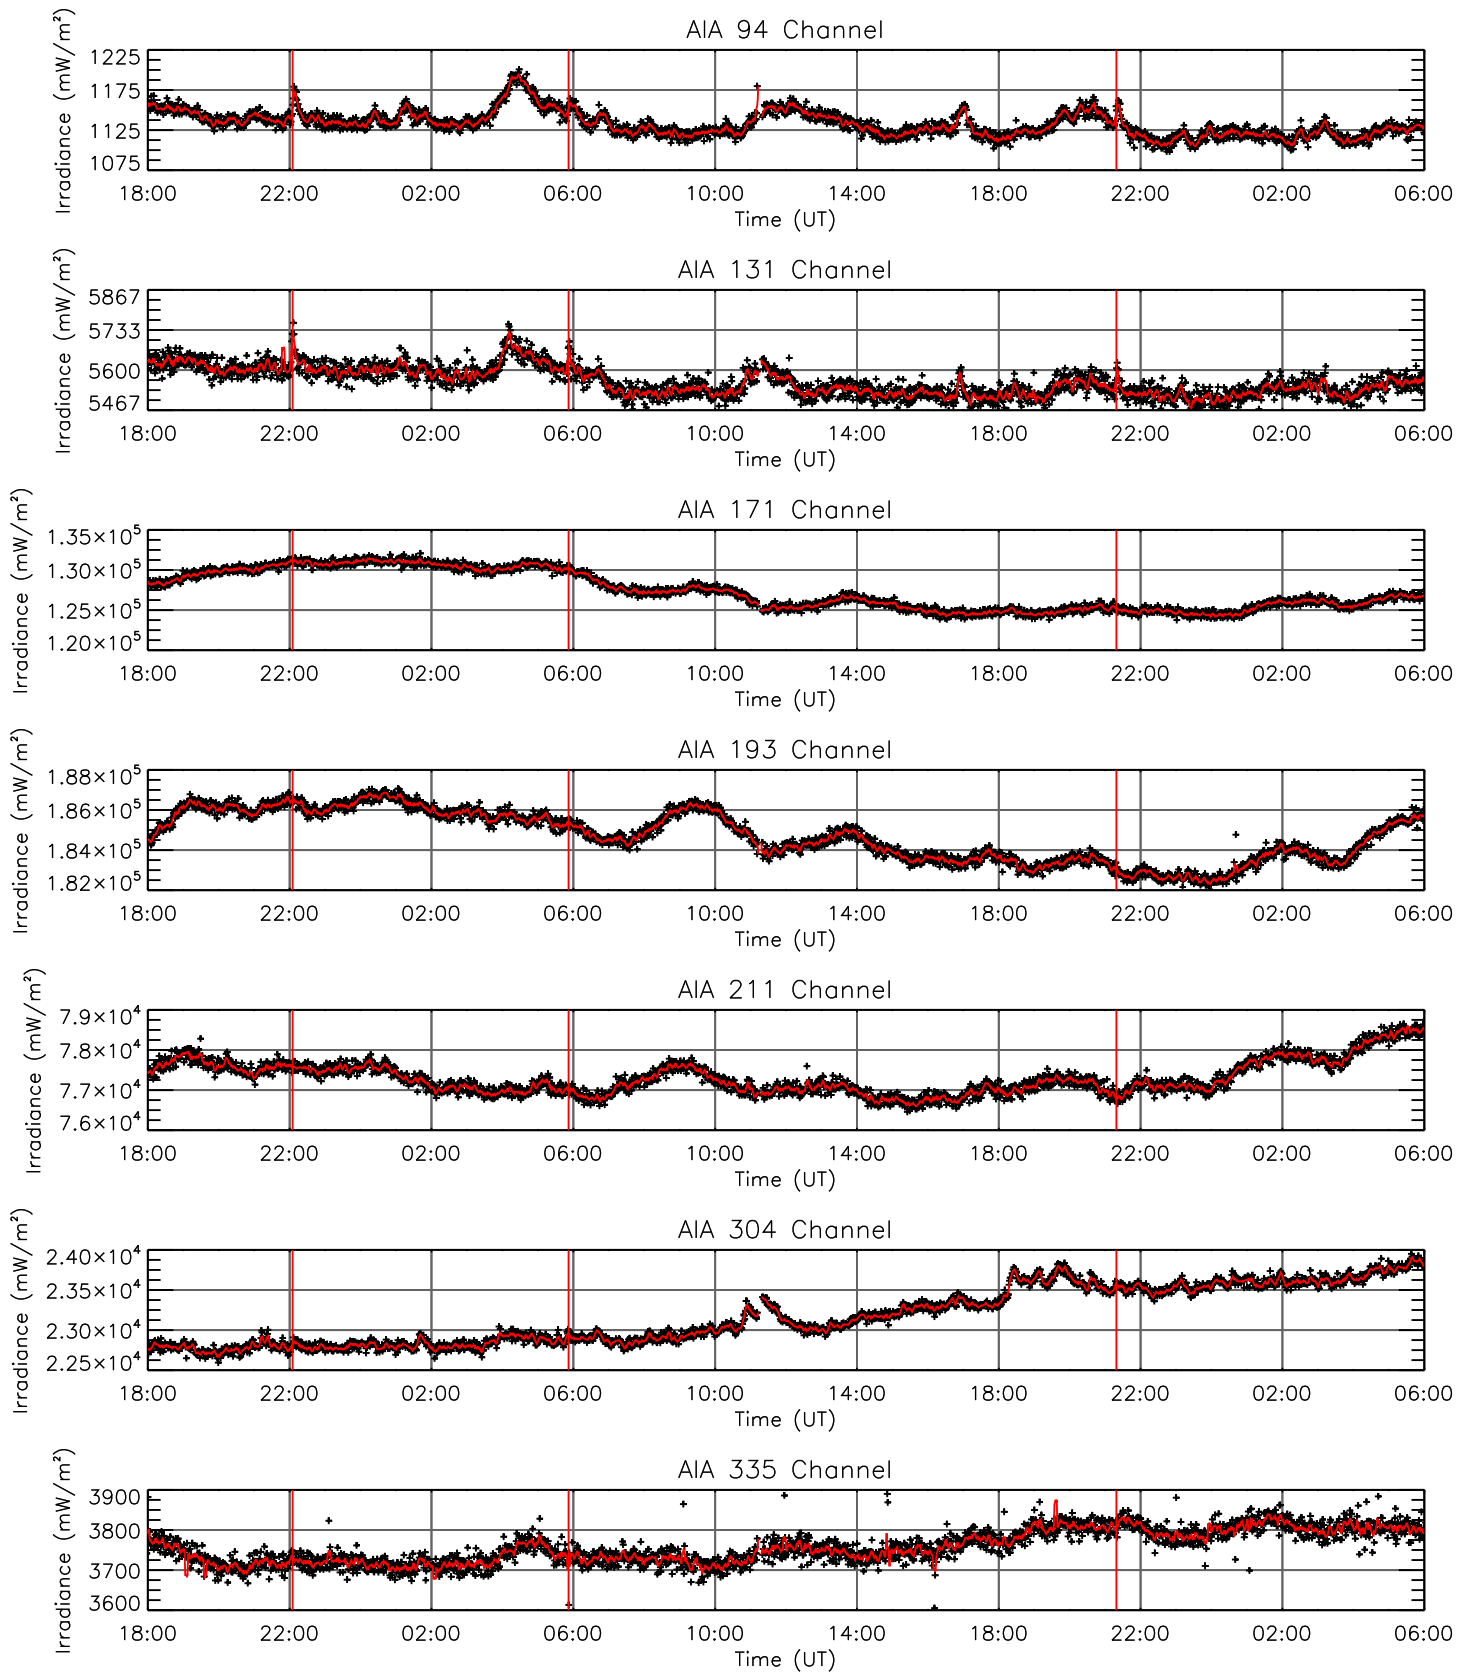 AIA 94 Channel
Irradiance (mW/m²)
1225
1175
1125
1075
18:00 22:00 02:00 06:00 10:00 14:00 18:00 22:00 02:00 06:00
Time (UT)
AIA 131 Channel
Irradiance (mW/m²)
5867
5733
5600
5467
18:00 22:00 02:00 06:00 10:00 14:00 18:00 22:00 02:00 06:00
Time (UT)
AIA 171 Channel
Irradiance (mW/m²)
1.35×10⁵
1.30×10⁵
1.25×10⁵
1.20×10⁵
18:00 22:00 02:00 06:00 10:00 14:00 18:00 22:00 02:00 06:00
Time (UT)
AIA 193 Channel
Irradiance (mW/m²)
1.88×10⁵
1.86×10⁵
1.84×10⁵
1.82×10⁵
18:00 22:00 02:00 06:00 10:00 14:00 18:00 22:00 02:00 06:00
Time (UT)
AIA 211 Channel
Irradiance (mW/m²)
7.9×10⁴
7.8×10⁴
7.7×10⁴
7.6×10⁴
18:00 22:00 02:00 06:00 10:00 14:00 18:00 22:00 02:00 06:00
Time (UT)
AIA 304 Channel
Irradiance (mW/m²)
2.40×10⁴
2.35×10⁴
2.30×10⁴
2.25×10⁴
18:00 22:00 02:00 06:00 10:00 14:00 18:00 22:00 02:00 06:00
Time (UT)
AIA 335 Channel
Irradiance (mW/m²)
3900
3800
3700
3600
18:00 22:00 02:00 06:00 10:00 14:00 18:00 22:00 02:00 06:00
Time (UT)